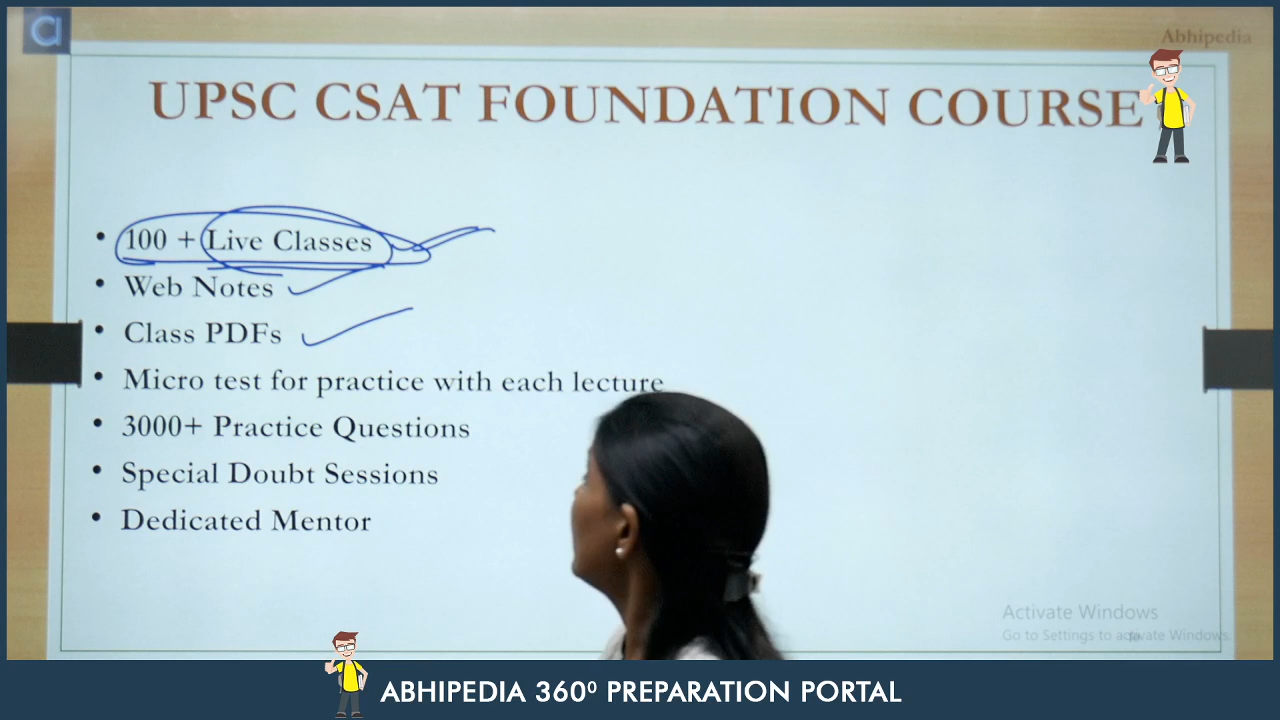 Abhipedia
UPSC CSAT FOUNDATION COURSE
• 100 + Live Classes
• Web Notes
• Class PDFs
• Micro test for practice with each lecture
• 3000+ Practice Questions
• Special Doubt Sessions
• Dedicated Mentor
Activate Windows
Go to Settings to activate Windows.
ABHIPEDIA 360⁰ PREPARATION PORTAL